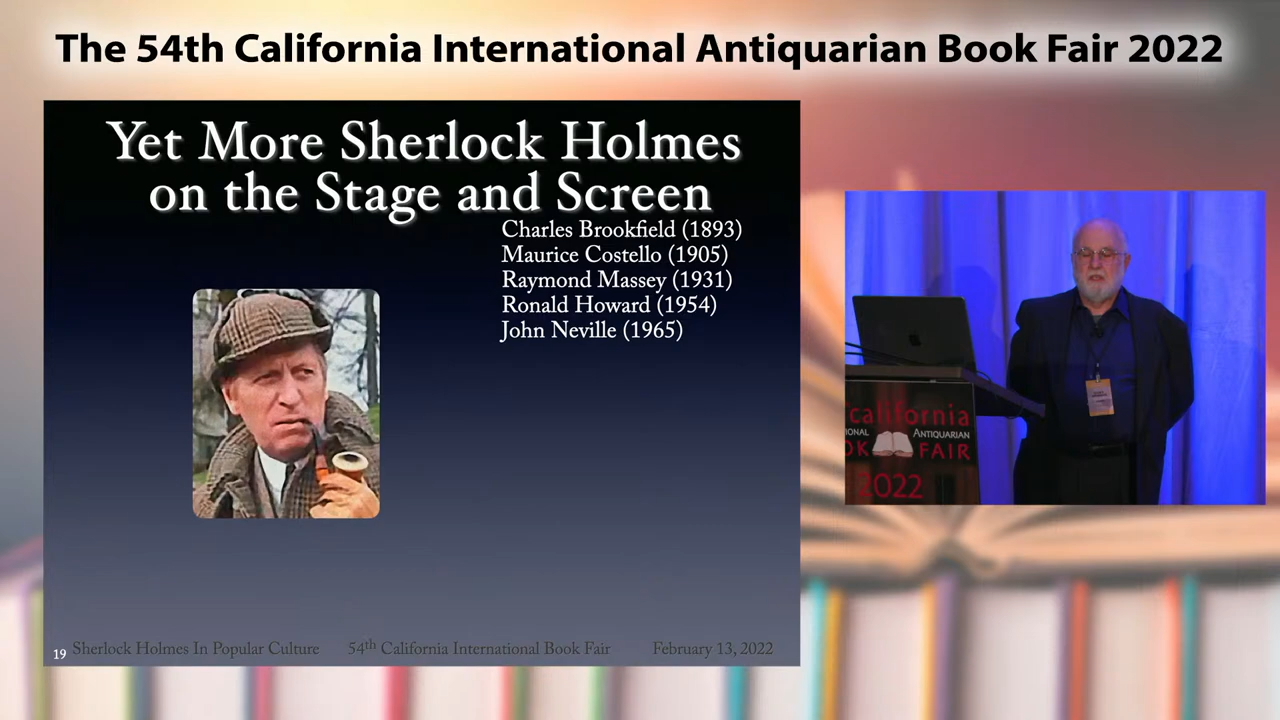 The 54th California International Antiquarian Book Fair 2022
Yet More Sherlock Holmes
on the Stage and Screen
Charles Brookfield (1893)
Maurice Costello (1905)
Raymond Massey (1931)
Ronald Howard (1954)
John Neville (1965)
19 Sherlock Holmes In Popular Culture 54th California International Book Fair February 13, 2022
california
IONAL ANTIQUARIAN
OK FAIR
2022